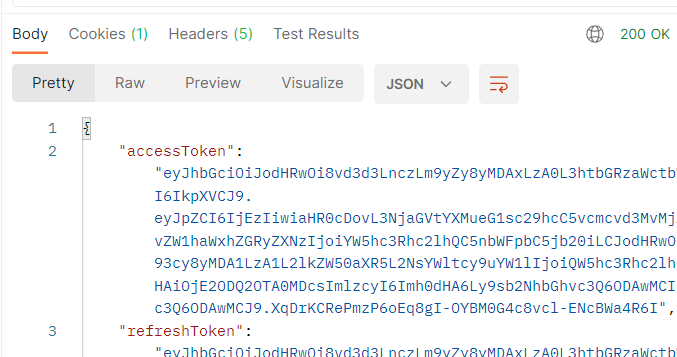 Body Cookies (1) Headers (5) Test Results 200 OK
Pretty Raw Preview Visualize JSON
1 {
2 "accessToken":
"eyJhbGciOiJodHRwOi8vd3d3LnczLm9yZy8yMDAxLzA0L3htbGRzaWctb
I6IkpXVCJ9.
eyJpZCI6IjEzIiwiaHR0cDovL3NjaGVtYXMueG1sc29hcC5vcmcvd3MvMj
vZW1haWxhZGRyZXNzIjoiYW5hc3Rhc2lhQC5nbWFpbC5jb20iLCJodHRwO
93cy8yMDA1LzA1L2lkZW50aXR5L2NsYWltcy9uYW1lIjoiQW5hc3Rhc2lh
HAiOjE2ODQ2OTA0MDcsImlzcyI6Imh0dHA6Ly9sb2NhbGhvc3Q6ODAwMCI
c3Q6ODAwMCJ9.XqDrKCRePmzP6oEq8gI-OYBM0G4c8vcl-ENcBWa4R6I",
3 "refreshToken":
"eyJhbGciOiJodHRwOi8vd3d3LnczLm9yZy8yMDAxLzA0L3htbGRzaWctb